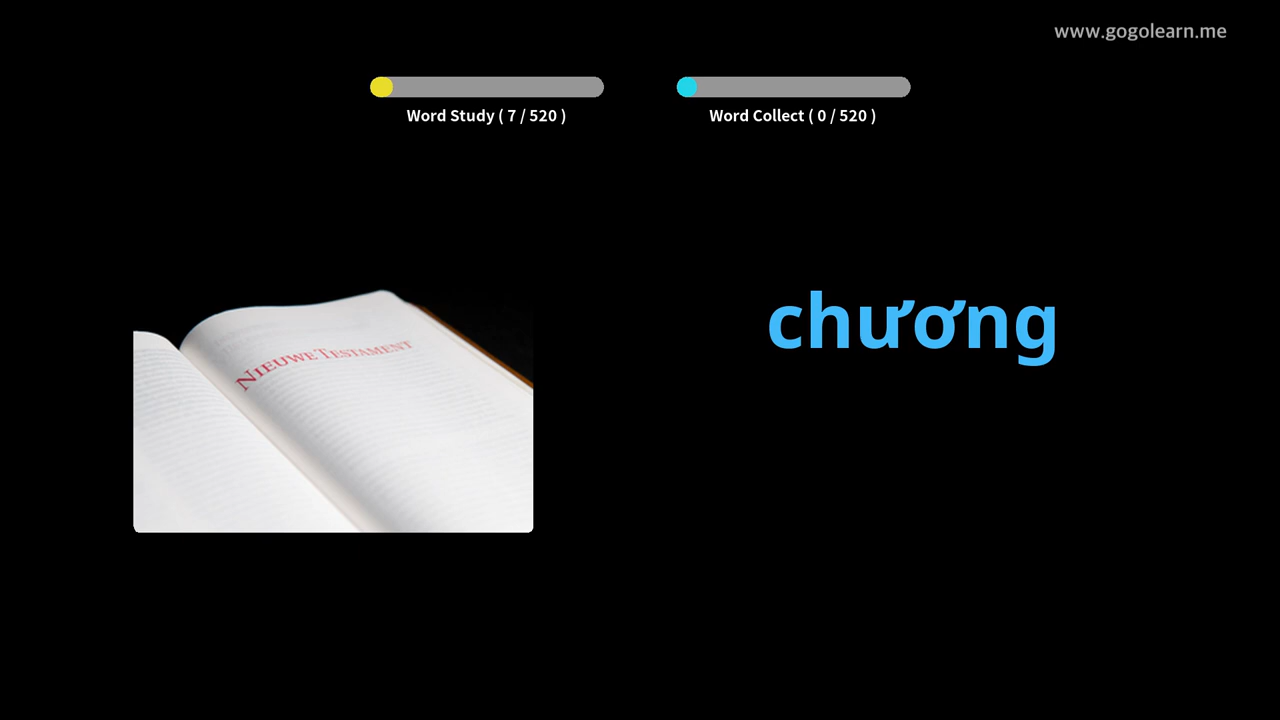 www.gogolearn.me
Word Study ( 7 / 520 )
Word Collect ( 0 / 520 )
NIEUWE TESTAMENT
chương